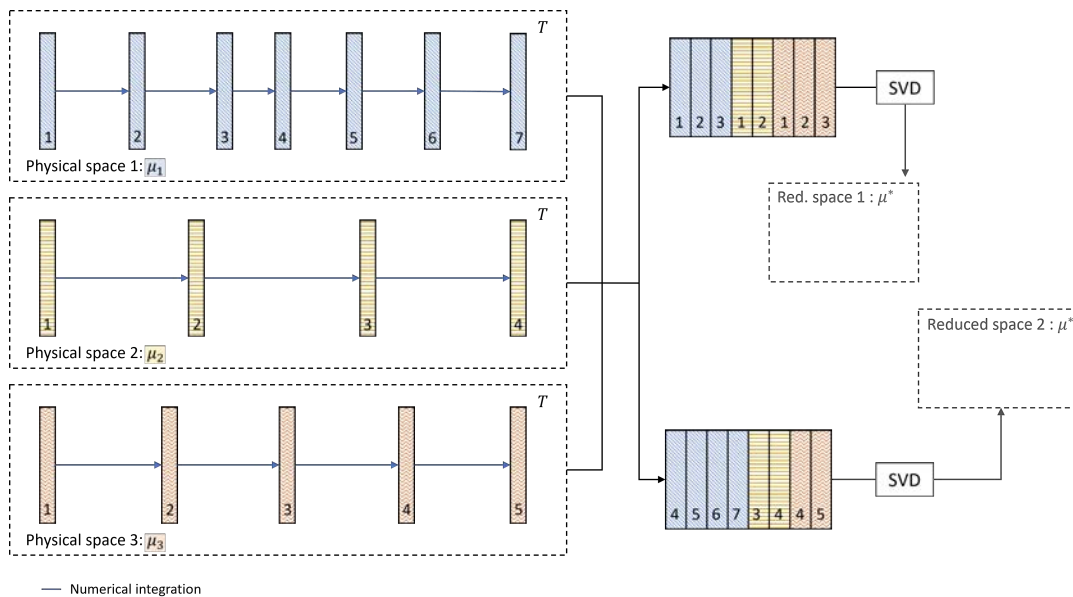 T
1 2 3 4 5 6 7
Physical space 1: μ₁
T
1 2 3 4
Physical space 2: μ₂
T
1 2 3 4 5
Physical space 3: μ₃
Numerical integration
1 2 3 1 2 1 2 3
SVD
Red. space 1 : μ*
Reduced space 2 : μ*
4 5 6 7 3 4 4 5
SVD